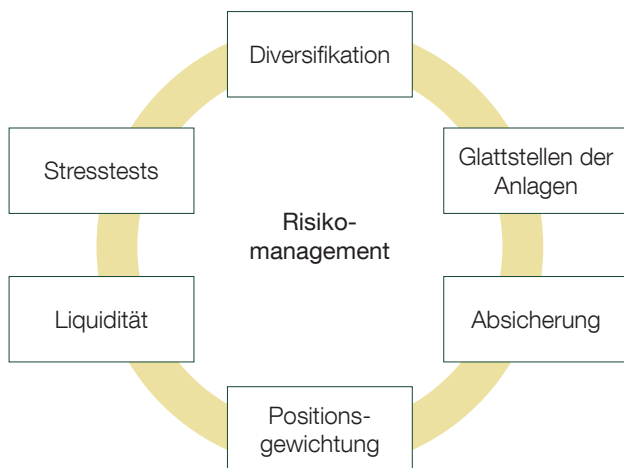 Diversifikation
Stresstests
Glattstellen der
Anlagen
Risiko-
management
Liquidität
Absicherung
Positions-
gewichtung